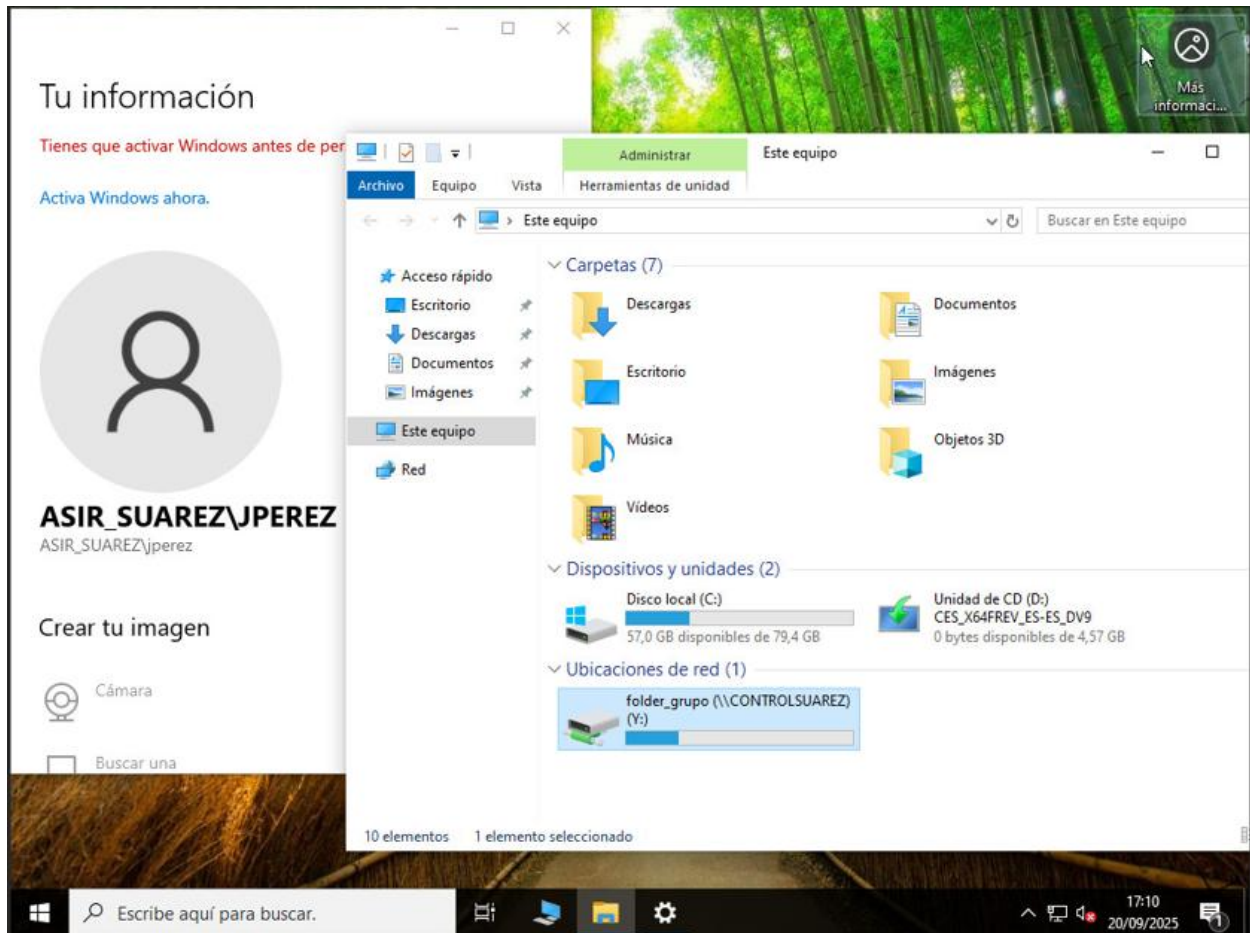 Tu información
Tienes que activar Windows antes de per
Activa Windows ahora.
ASIR_SUAREZ\JPEREZ
ASIR_SUAREZ\jperez
Crear tu imagen
Cámara
Buscar una
Más
informaci...
Administrar
Este equipo
Archivo
Equipo
Vista
Herramientas de unidad
Este equipo
Buscar en Este equipo
Acceso rápido
Escritorio
Descargas
Documentos
Imágenes
Este equipo
Red
Carpetas (7)
Descargas
Documentos
Escritorio
Imágenes
Música
Objetos 3D
Vídeos
Dispositivos y unidades (2)
Disco local (C:)
57,0 GB disponibles de 79,4 GB
Unidad de CD (D:)
CES_X64FREV_ES-ES_DV9
0 bytes disponibles de 4,57 GB
Ubicaciones de red (1)
folder_grupo (\\CONTROLSUAREZ)
(Y:)
10 elementos
1 elemento seleccionado
Escribe aquí para buscar.
17:10
20/09/2025
1